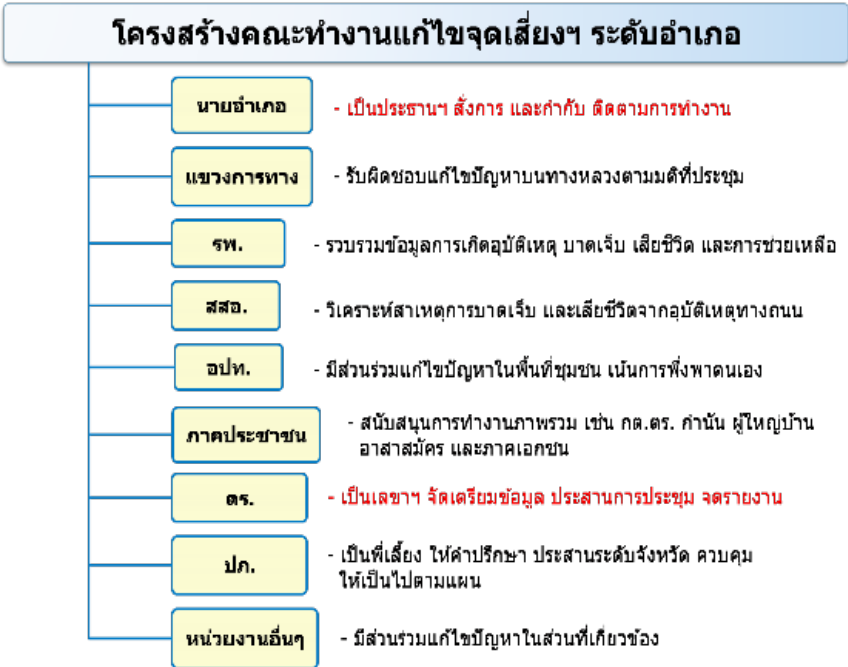 โครงสร้างคณะทำงานแก้ไขจุดเสี่ยงฯ ระดับอำเภอ
นายอำเภอ - เป็นประธานฯ สั่งการ และกำกับ ติดตามการทำงาน
แขวงการทาง - รับผิดชอบแก้ไขปัญหาบนทางหลวงตามมติที่ประชุม
รพ. - รวบรวมข้อมูลการเกิดอุบัติเหตุ บาดเจ็บ เสียชีวิต และการช่วยเหลือ
สสอ. - วิเคราะห์สาเหตุการบาดเจ็บ และเสียชีวิตจากอุบัติเหตุทางถนน
อปท. - มีส่วนร่วมแก้ไขปัญหาในพื้นที่ชุมชน เน้นการพึ่งพาตนเอง
ภาคประชาชน - สนับสนุนการทำงานภาพรวม เช่น กต.ตร. กำนัน ผู้ใหญ่บ้าน
อาสาสมัคร และภาคเอกชน
ตร. - เป็นเลขาฯ จัดเตรียมข้อมูล ประสานการประชุม จดรายงาน
ปภ. - เป็นพี่เลี้ยง ให้คำปรึกษา ประสานระดับจังหวัด ควบคุม
ให้เป็นไปตามแผน
หน่วยงานอื่นๆ - มีส่วนร่วมแก้ไขปัญหาในส่วนที่เกี่ยวข้อง